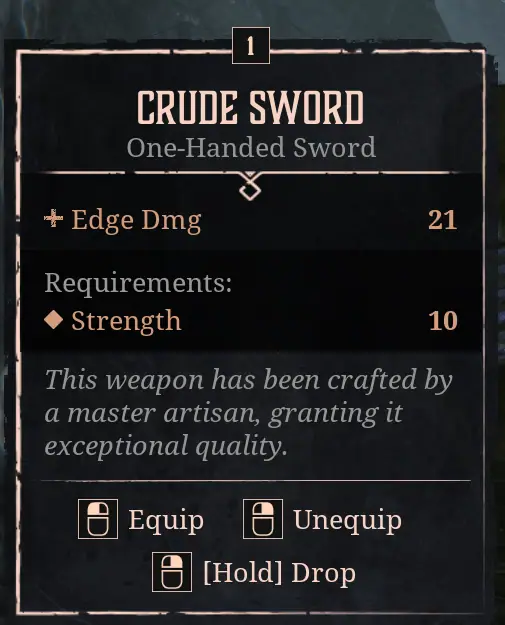 1
CRUDE SWORD
One-Handed Sword
Edge Dmg 21
Requirements:
Strength 10
This weapon has been crafted by
a master artisan, granting it
exceptional quality.
Equip Unequip
[Hold] Drop